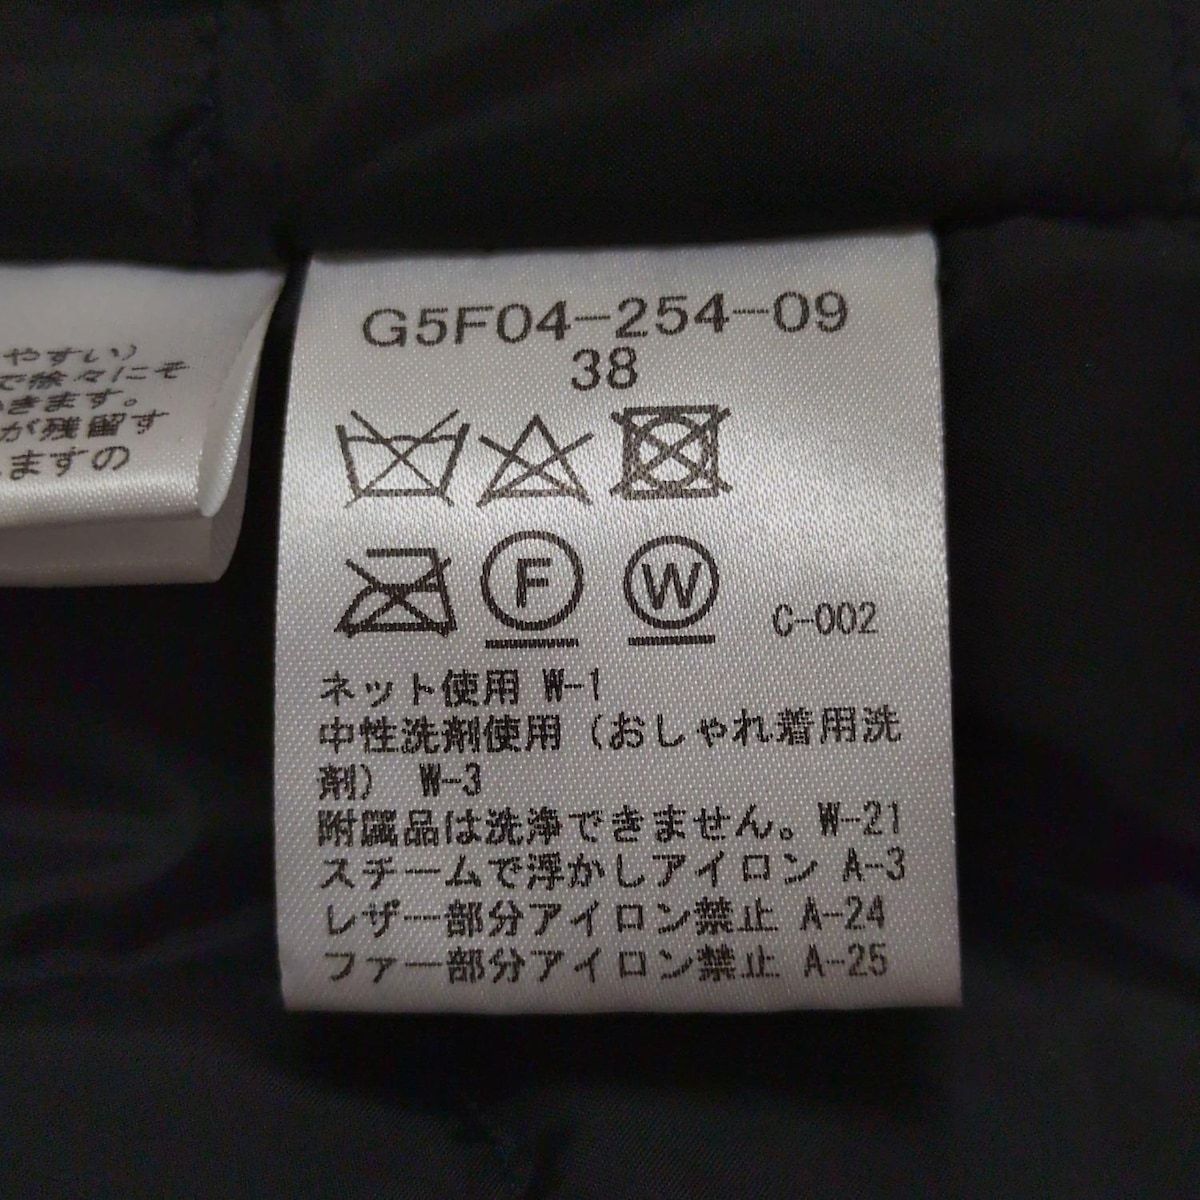 やすい)
で徐々にそ
きます。
が残留す
ますの
G5F04-254-09
38
F
W
C-002
ネット使用 W-1
中性洗剤使用(おしゃれ着用洗
剤) W-3
附属品は洗浄できません。W-21
スチームで浮かしアイロン A-3
レザー部分アイロン禁止 A-24
ファー部分アイロン禁止 A-25